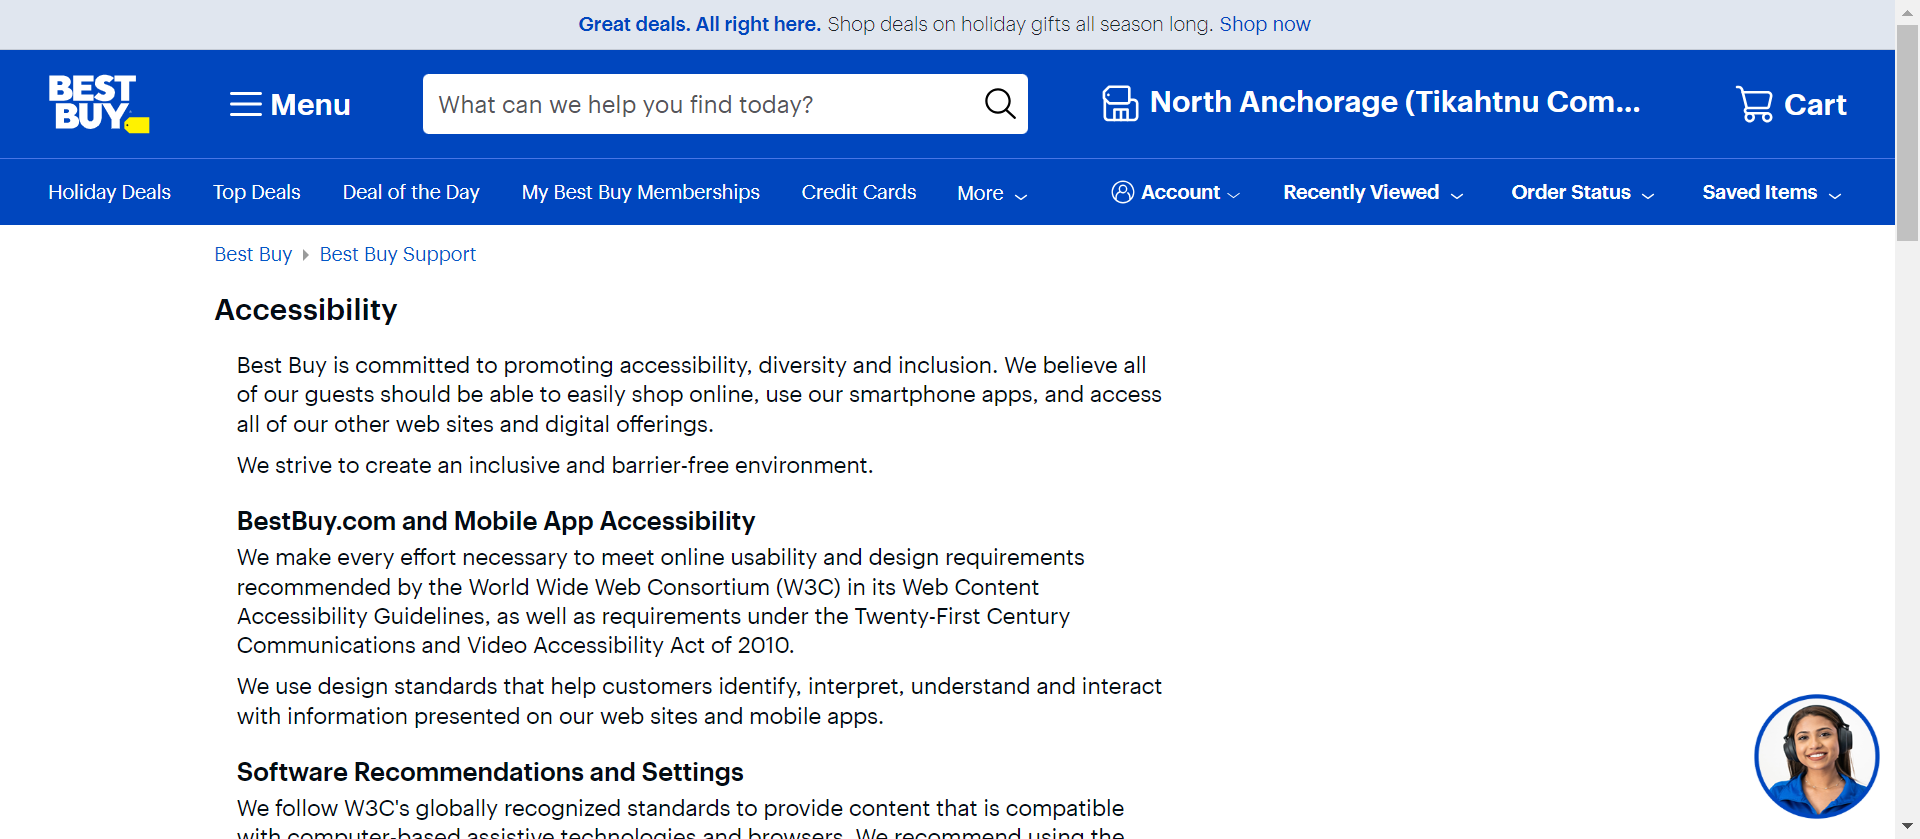 Great deals. All right here. Shop deals on holiday gifts all season long. Shop now
BEST BUY
Menu
What can we help you find today?
North Anchorage (Tikahtnu Com...
Cart
Holiday Deals
Top Deals
Deal of the Day
My Best Buy Memberships
Credit Cards
More
Account
Recently Viewed
Order Status
Saved Items
Best Buy
Best Buy Support
Accessibility
Best Buy is committed to promoting accessibility, diversity and inclusion. We believe all
of our guests should be able to easily shop online, use our smartphone apps, and access
all of our other web sites and digital offerings.
We strive to create an inclusive and barrier-free environment.
BestBuy.com and Mobile App Accessibility
We make every effort necessary to meet online usability and design requirements
recommended by the World Wide Web Consortium (W3C) in its Web Content
Accessibility Guidelines, as well as requirements under the Twenty-First Century
Communications and Video Accessibility Act of 2010.
We use design standards that help customers identify, interpret, understand and interact
with information presented on our web sites and mobile apps.
Software Recommendations and Settings
We follow W3C's globally recognized standards to provide content that is compatible
with computer-based assistive technologies and browsers. We recommend using the